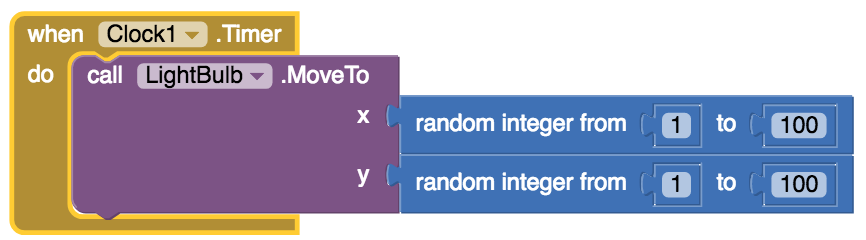 when Clock1 .Timer
do call LightBulb .MoveTo
x random integer from 1 to 100
y random integer from 1 to 100